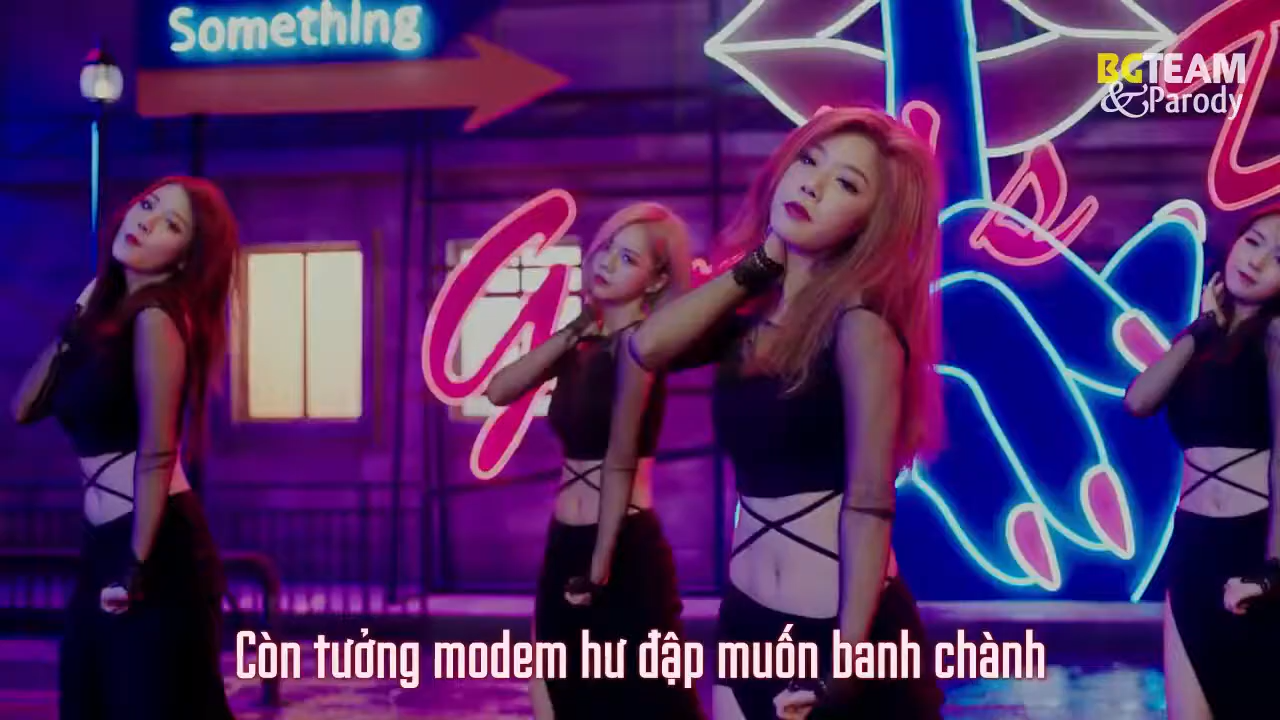 Something
BGTEAM
&Parody
Còn tưởng modem hư đập muốn banh chành